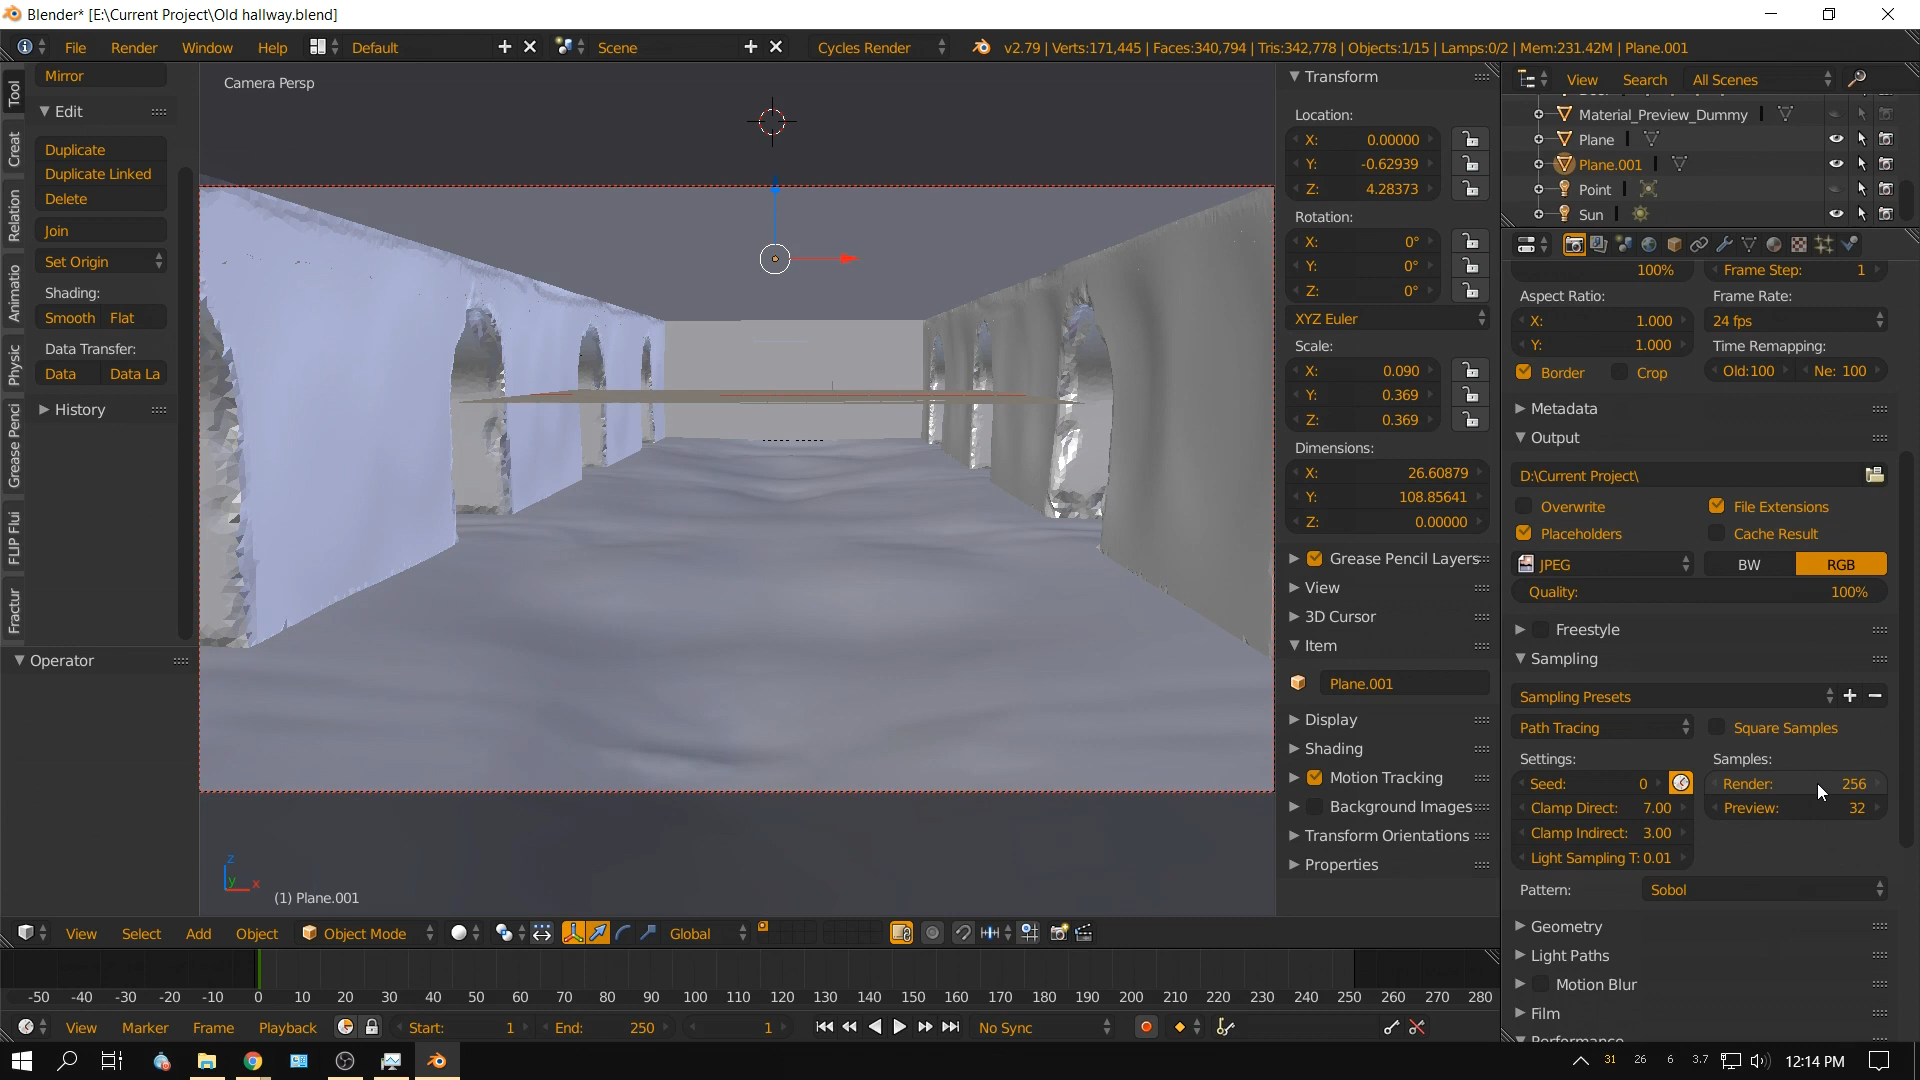 Blender* [E:\Current Project\Old hallway.blend]
File Render Window Help Default Scene Cycles Render v2.79 | Verts:171,445 | Faces:340,794 | Tris:342,778 | Objects:1/15 | Lamps:0/2 | Mem:231.42M | Plane.001
Tool
Creat
Relation
Animatio
Physic
Grease Penci
FLIP Flui
Fractur
Mirror
Edit
Duplicate
Duplicate Linked
Delete
Join
Set Origin
Shading:
Smooth Flat
Data Transfer:
Data Data La
History
Operator
Camera Persp
(1) Plane.001
z
y x
Transform
Location:
X: 0.00000
Y: -0.62939
Z: 4.28373
Rotation:
X: 0°
Y: 0°
Z: 0°
XYZ Euler
Scale:
X: 0.090
Y: 0.369
Z: 0.369
Dimensions:
X: 26.60879
Y: 108.85641
Z: 0.00000
Grease Pencil Layers
View
3D Cursor
Item
Plane.001
Display
Shading
Motion Tracking
Background Images
Transform Orientations
Properties
View Search All Scenes
Material_Preview_Dummy
Plane
Plane.001
Point
Sun
100% Frame Step: 1
Aspect Ratio: Frame Rate:
X: 1.000 24 fps
Y: 1.000 Time Remapping:
Border Crop Old:100 Ne: 100
Metadata
Output
D:\Current Project\
Overwrite File Extensions
Placeholders Cache Result
JPEG BW RGB
Quality: 100%
Freestyle
Sampling
Sampling Presets
Path Tracing Square Samples
Settings: Samples:
Seed: 0 Render: 256
Clamp Direct: 7.00 Preview: 32
Clamp Indirect: 3.00
Light Sampling T: 0.01
Pattern: Sobol
Geometry
Light Paths
Motion Blur
Film
Performance
View Select Add Object Object Mode Global
-50 -40 -30 -20 -10 0 10 20 30 40 50 60 70 80 90 100 110 120 130 140 150 160 170 180 190 200 210 220 230 240 250 260 270 280
View Marker Frame Playback Start: 1 End: 250 1 No Sync
31 26 6 3.7 12:14 PM